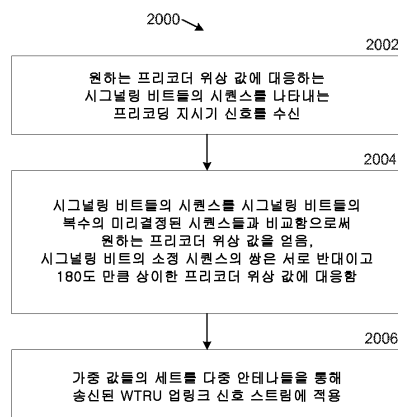 2000
2002
원하는 프리코더 위상 값에 대응하는
시그널링 비트들의 시퀀스를 나타내는
프리코딩 지시기 신호를 수신
2004
시그널링 비트들의 시퀀스를 시그널링 비트들의
복수의 미리결정된 시퀀스들과 비교함으로써
원하는 프리코더 위상 값을 얻음,
시그널링 비트의 소정 시퀀스의 쌍은 서로 반대이고
180도 만큼 상이한 프리코더 위상 값에 대응함
2006
가중 값들의 세트를 다중 안테나들을 통해
송신된 WTRU 업링크 신호 스트림에 적용